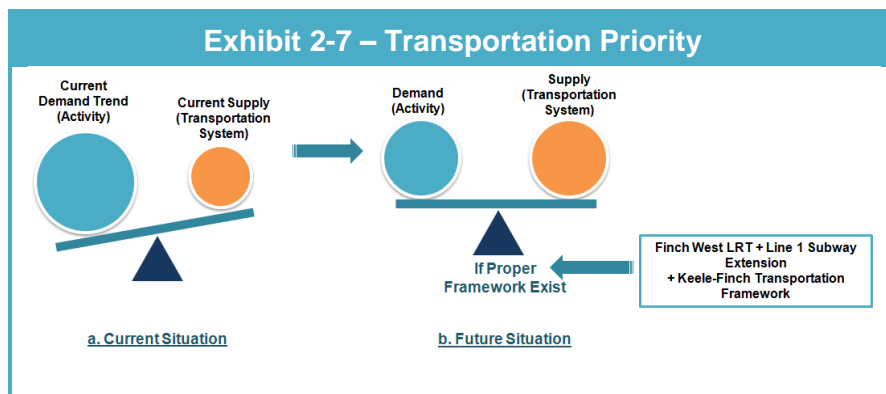 Exhibit 2-7 – Transportation Priority
Current
Demand Trend
(Activity)
Current Supply
(Transportation
System)
Demand
(Activity)
Supply
(Transportation
System)
If Proper
Framework Exist
Finch West LRT + Line 1 Subway
Extension
+ Keele-Finch Transportation
Framework
a. Current Situation
b. Future Situation